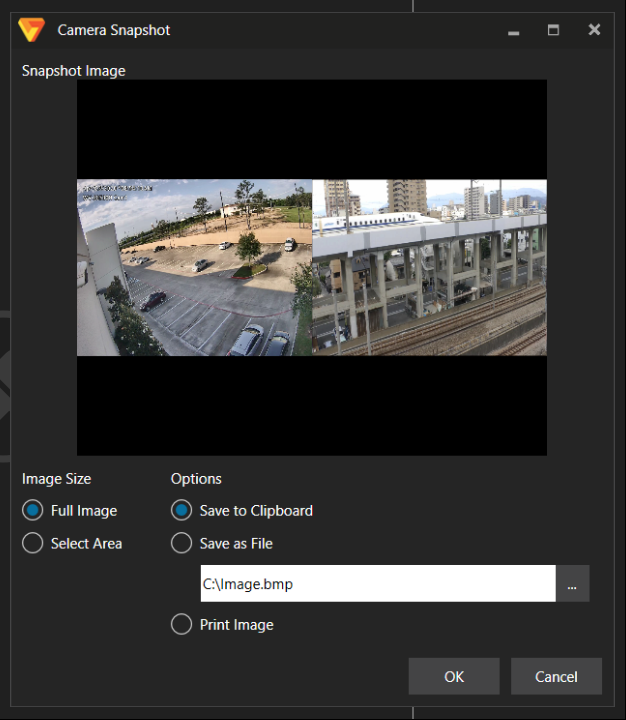 Camera Snapshot
Snapshot Image
Image Size
Options
Full Image
Save to Clipboard
Select Area
Save as File
C:\Image.bmp
...
Print Image
OK
Cancel